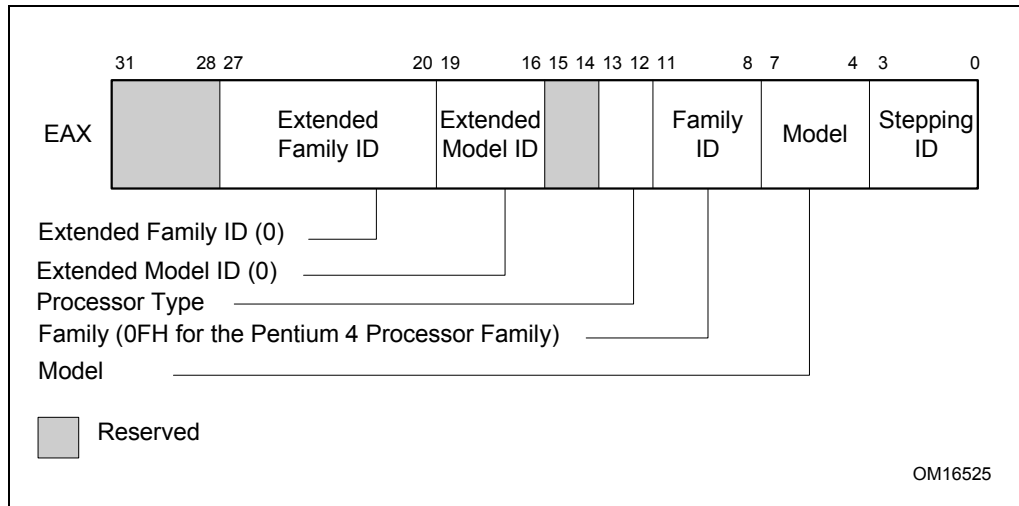 31 28 27 20 19 16 15 14 13 12 11 8 7 4 3 0
EAX
Extended Family ID
Extended Model ID
Family ID
Model
Stepping ID
Extended Family ID (0)
Extended Model ID (0)
Processor Type
Family (0FH for the Pentium 4 Processor Family)
Model
Reserved
OM16525